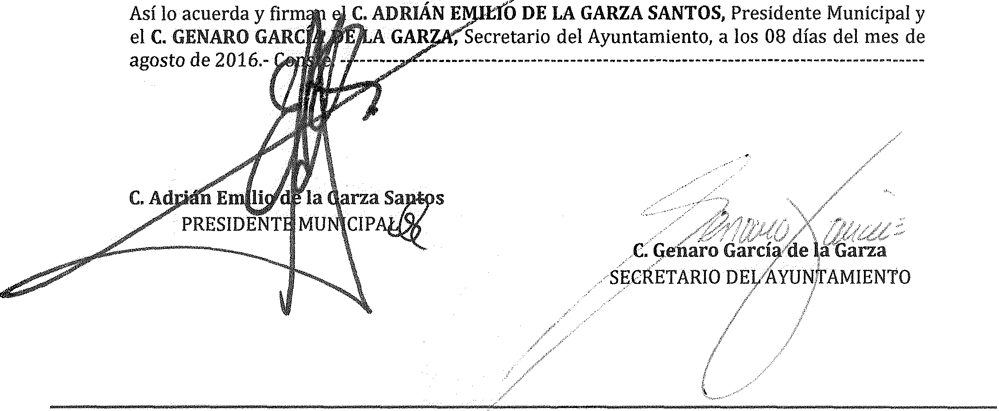 Así lo acuerda y firman el C. ADRIÁN EMILIO DE LA GARZA SANTOS, Presidente Municipal y
el C. GENARO GARCÍA DE LA GARZA, Secretario del Ayuntamiento, a los 08 días del mes de
agosto de 2016.- Conste. ------------------------------------------------------------------------------------------
C. Adrián Emilio de la Garza Santos
PRESIDENTE MUNICIPAL
Genaro García
C. Genaro García de la Garza
SECRETARIO DEL AYUNTAMIENTO